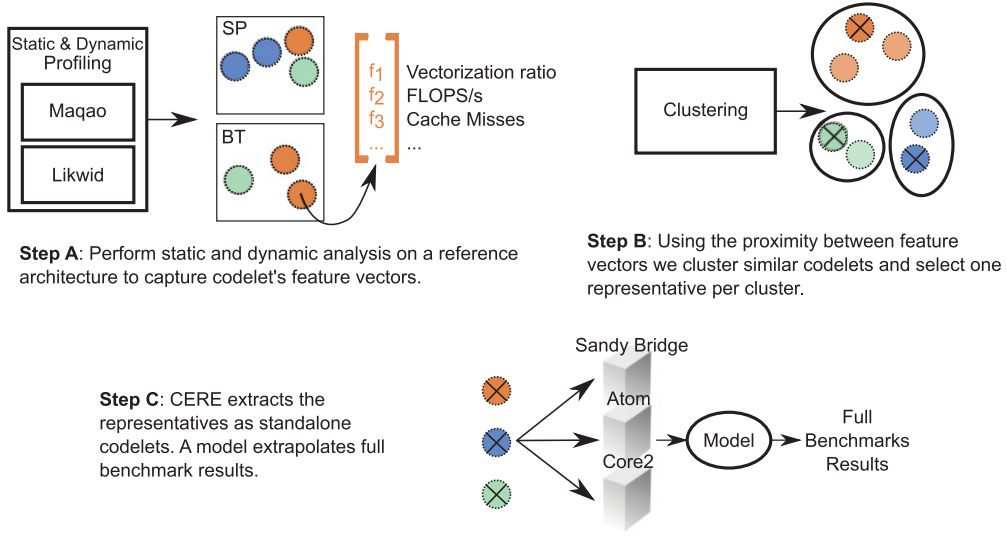 Static & Dynamic
Profiling
Maqao
Likwid
SP
BT
f1
f2
f3
...
Vectorization ratio
FLOPS/s
Cache Misses
...
Step A: Perform static and dynamic analysis on a reference
architecture to capture codelet's feature vectors.
Clustering
Step B: Using the proximity between feature
vectors we cluster similar codelets and select one
representative per cluster.
Step C: CERE extracts the
representatives as standalone
codelets. A model extrapolates full
benchmark results.
Sandy Bridge
Atom
Core2
Model
Full
Benchmarks
Results